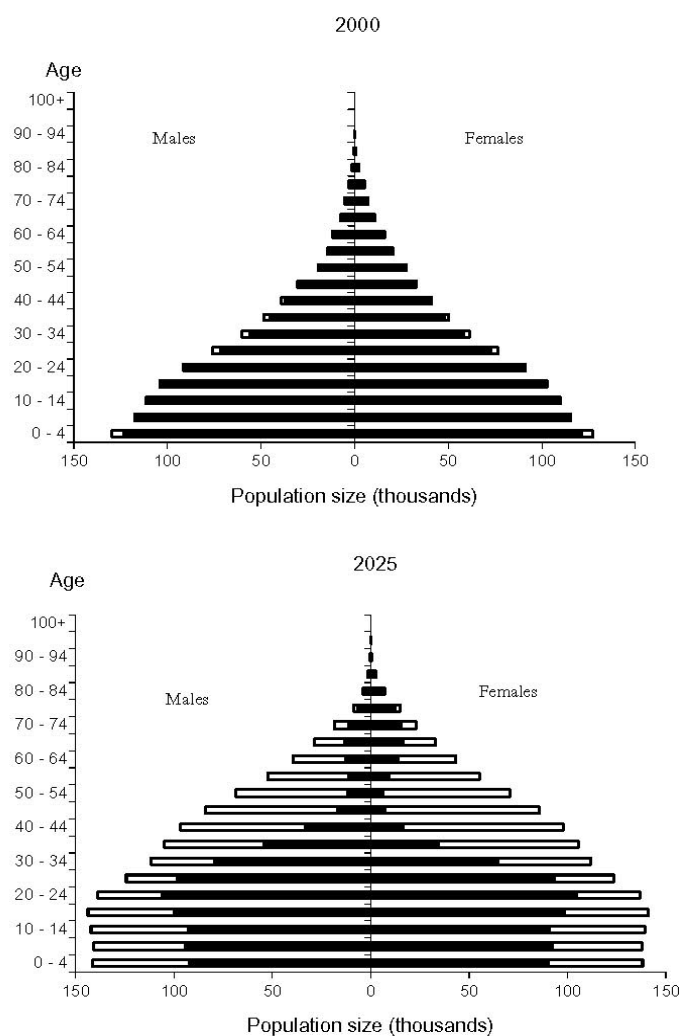 2000
Age
100+
90 - 94
80 - 84
70 - 74
60 - 64
50 - 54
40 - 44
30 - 34
20 - 24
10 - 14
0 - 4
Males
Females
150 100 50 0 50 100 150
Population size (thousands)
2025
Age
100+
90 - 94
80 - 84
70 - 74
60 - 64
50 - 54
40 - 44
30 - 34
20 - 24
10 - 14
0 - 4
Males
Females
150 100 50 0 50 100 150
Population size (thousands)